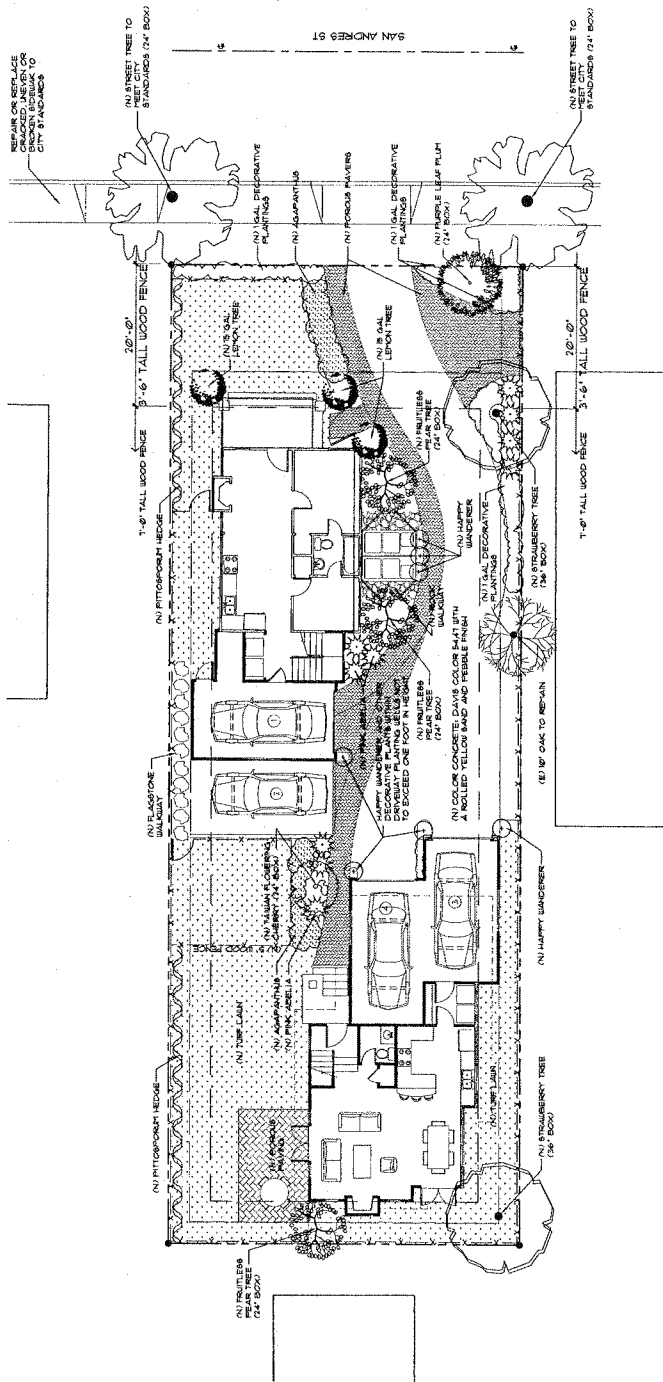 REPAIR OR REPLACE
CRACKED, UNEVEN OR
BROKEN SIDEWALK TO
CITY STANDARDS
(N) STREET TREE TO
MEET CITY
STANDARDS (24" BOX)
SAN ANDRES ST
℄
℄
(N) STREET TREE TO
MEET CITY
STANDARDS (24" BOX)
20'-0"
3'-6" TALL WOOD FENCE
7'-0" TALL WOOD FENCE
(N) PITTOSPORUM HEDGE
(N) 1 GAL DECORATIVE
PLANTINGS
(N) AGAPANTHUS
(N) POROUS PAVERS
(N) 1 GAL DECORATIVE
PLANTINGS
(N) PURPLE LEAF PLUM
(24" BOX)
(N) 15 GAL
LEMON TREE
(N) 15 GAL
LEMON TREE
(N) FRUITLESS
PEAR TREE
(24" BOX)
(N) HAPPY
WANDERER
(N) 1 GAL DECORATIVE
PLANTINGS
(N) STRAWBERRY TREE
(36" BOX)
20'-0"
3'-6" TALL WOOD FENCE
7'-0" TALL WOOD FENCE
WALKWAY
(N) FRUITLESS
PEAR TREE
(24" BOX)
(N) PINK ABELIA
HAPPY WANDERER AND OTHER
DECORATIVE PLANTS WITHIN
DRIVEWAY PLANTING WELLS NOT
TO EXCEED ONE FOOT IN HEIGHT
(N) COLOR CONCRETE: DAVIS COLOR 5447 WITH
A ROLLED YELLOW SAND AND PEBBLE FINISH
(E) 10" OAK TO REMAIN
(N) FLAGSTONE
WALKWAY
1
2
3
4
(N) TAIWAN FLOWERING
CHERRY (24" BOX)
(N) AGAPANTHUS
(N) PINK ABELIA
WOOD FENCE
(N) HAPPY WANDERER
(N) PITTOSPORUM HEDGE
(N) TURF LAWN
(N) POROUS
PAVING
(N) TURF LAWN
(N) STRAWBERRY TREE
(36" BOX)
(N) FRUITLESS
PEAR TREE
(24" BOX)